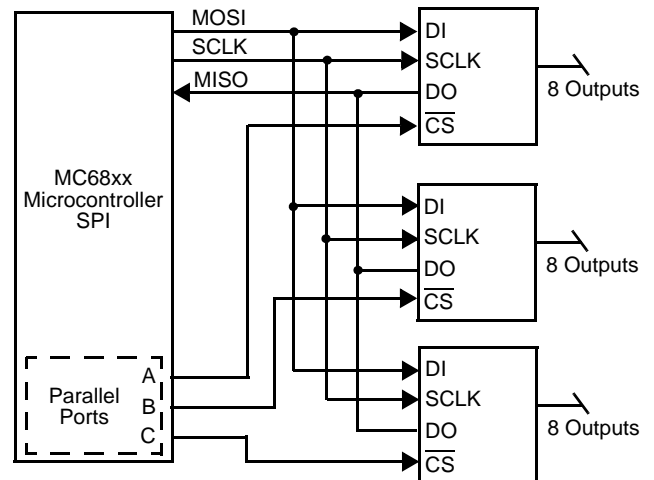 MOSI
SCLK
MISO
MC68xx
Microcontroller
SPI
Parallel
Ports
A
B
C
DI
SCLK
DO
CS
8 Outputs
DI
SCLK
DO
CS
8 Outputs
DI
SCLK
DO
CS
8 Outputs